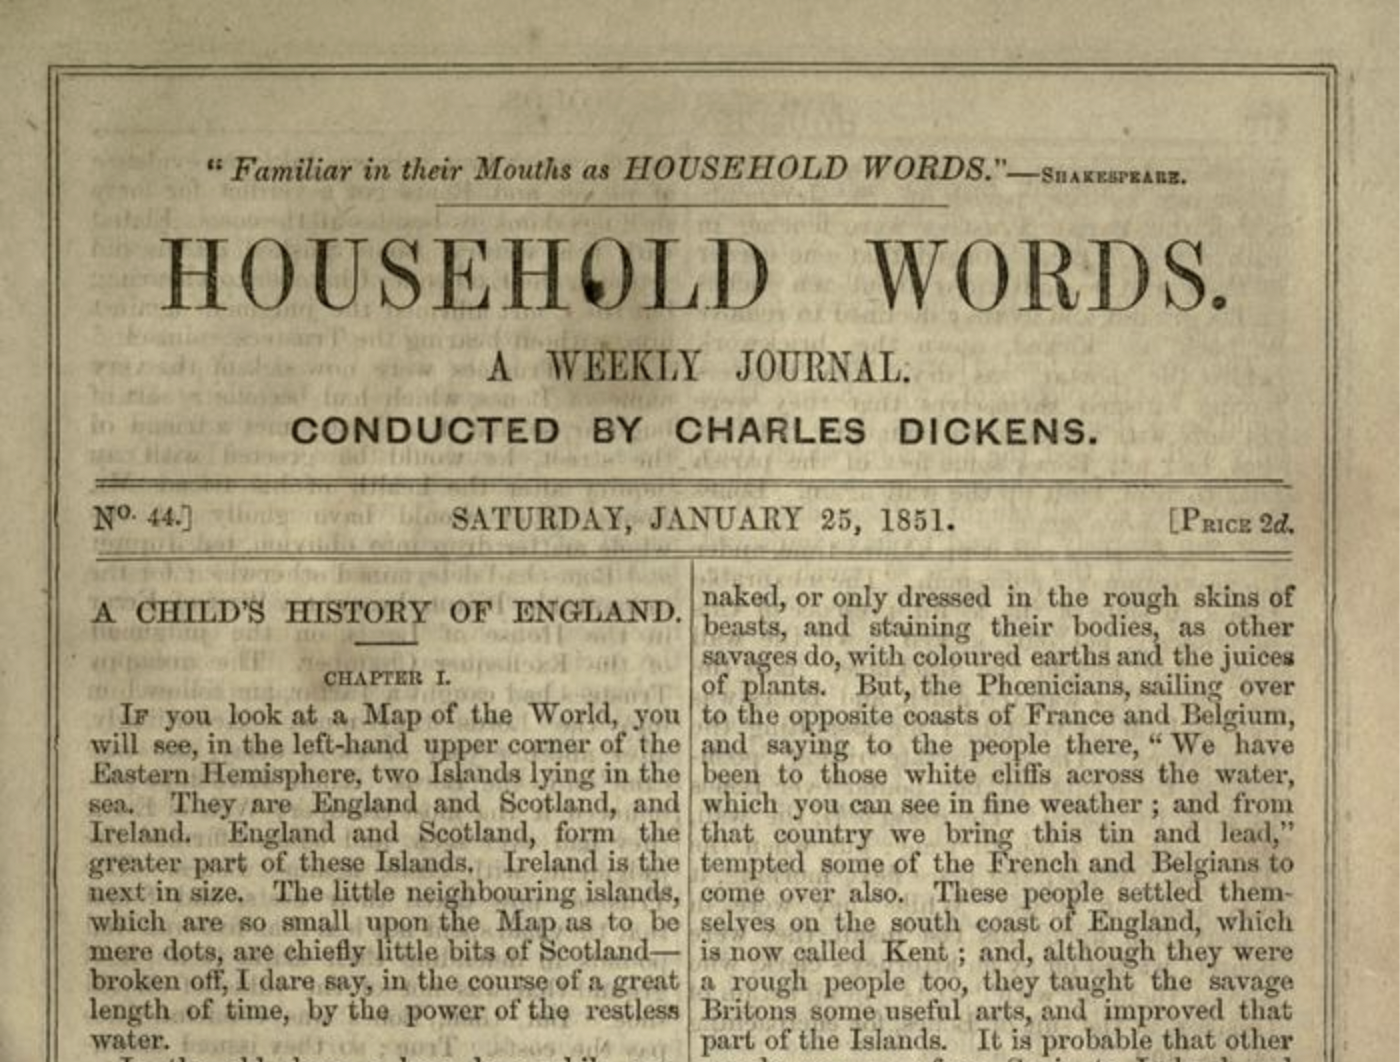 “ Familiar in their Mouths as HOUSEHOLD WORDS.”—SHAKESPEARE.
HOUSEHOLD WORDS.
A WEEKLY JOURNAL.
CONDUCTED BY CHARLES DICKENS.
No. 44.] SATURDAY, JANUARY 25, 1851. [PRICE 2d.
A CHILD’S HISTORY OF ENGLAND.
CHAPTER I.
IF you look at a Map of the World, you
will see, in the left-hand upper corner of the
Eastern Hemisphere, two Islands lying in the
sea. They are England and Scotland, and
Ireland. England and Scotland, form the
greater part of these Islands. Ireland is the
next in size. The little neighbouring islands,
which are so small upon the Map as to be
mere dots, are chiefly little bits of Scotland—
broken off, I dare say, in the course of a great
length of time, by the power of the restless
water.
naked, or only dressed in the rough skins of
beasts, and staining their bodies, as other
savages do, with coloured earths and the juices
of plants. But, the Phœnicians, sailing over
to the opposite coasts of France and Belgium,
and saying to the people there, “ We have
been to those white cliffs across the water,
which you can see in fine weather ; and from
that country we bring this tin and lead,”
tempted some of the French and Belgians to
come over also. These people settled them-
selves on the south coast of England, which
is now called Kent ; and, although they were
a rough people too, they taught the savage
Britons some useful arts, and improved that
part of the Islands. It is probable that other